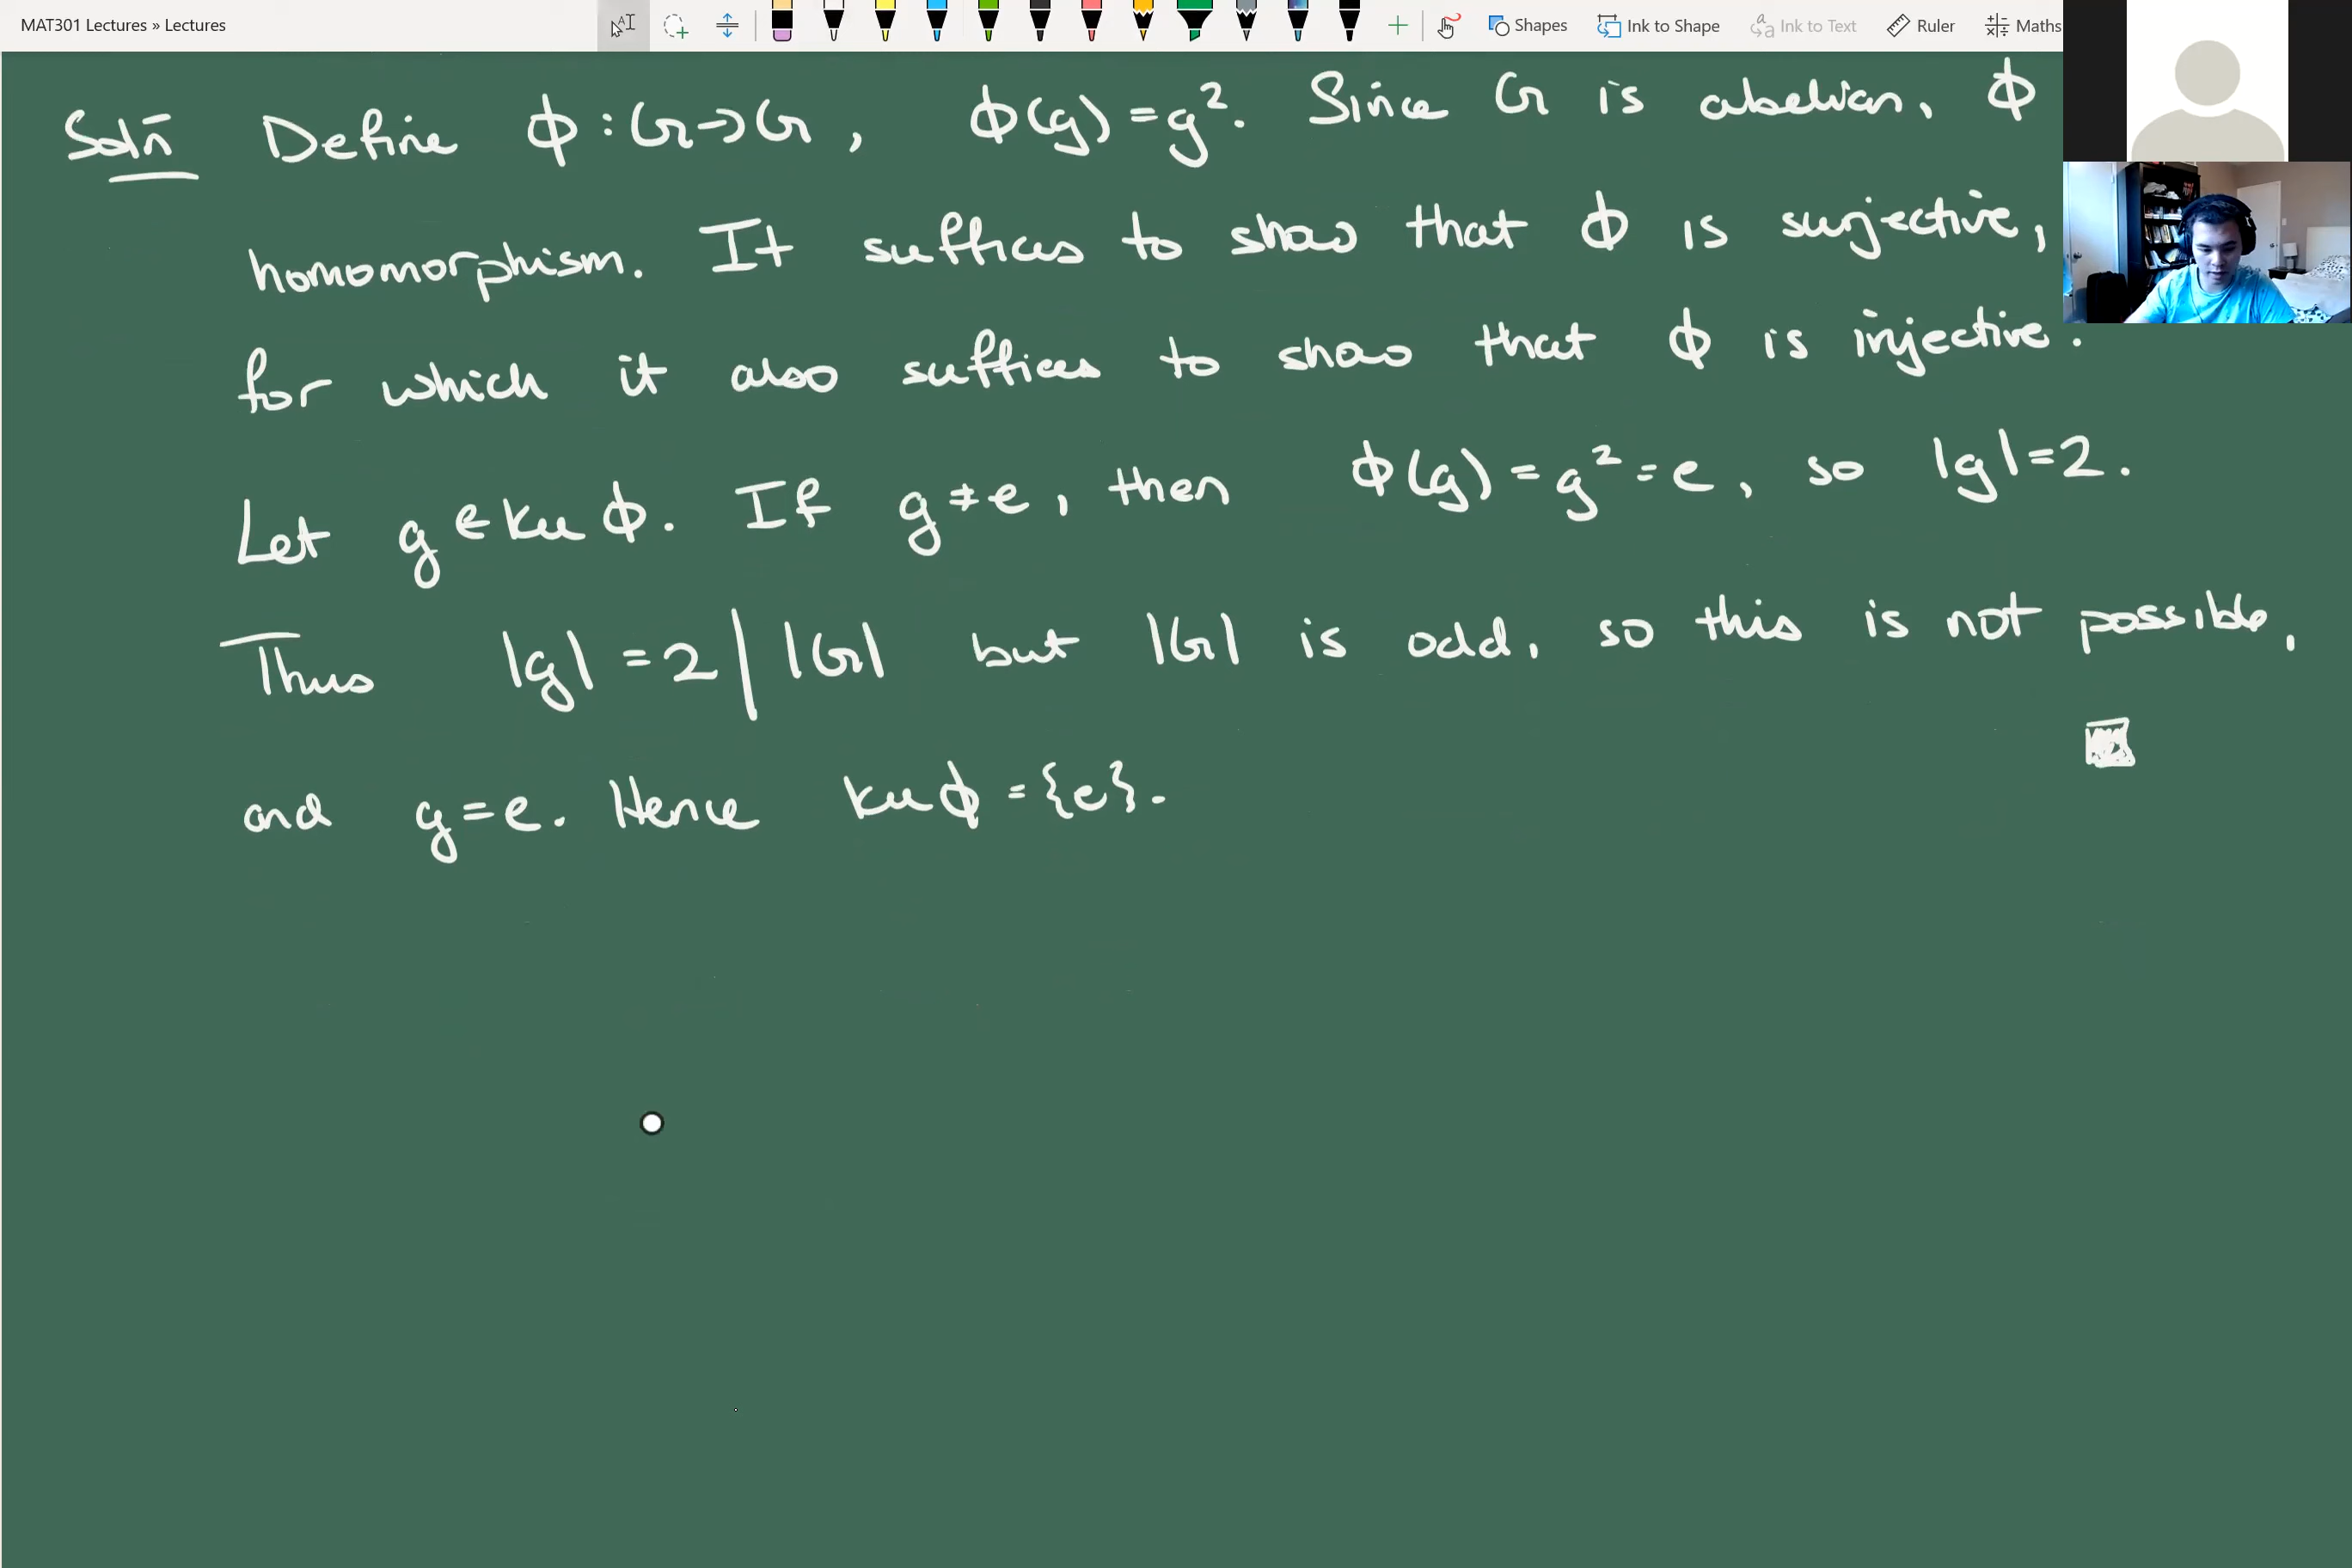 MAT301 Lectures » Lectures
Shapes Ink to Shape Ink to Text Ruler Maths
Soln̄ Define ϕ : G→G , ϕ(g) = g². Since G is abelian, ϕ
homomorphism. It suffices to show that ϕ is surjective,
for which it also suffices to show that ϕ is injective.
Let g ∈ ker ϕ. If g ≠ e, then ϕ(g) = g² = e, so |g| = 2.
Thus |g| = 2 | |G| but |G| is odd, so this is not possible,
and g = e. Hence ker ϕ = {e}.